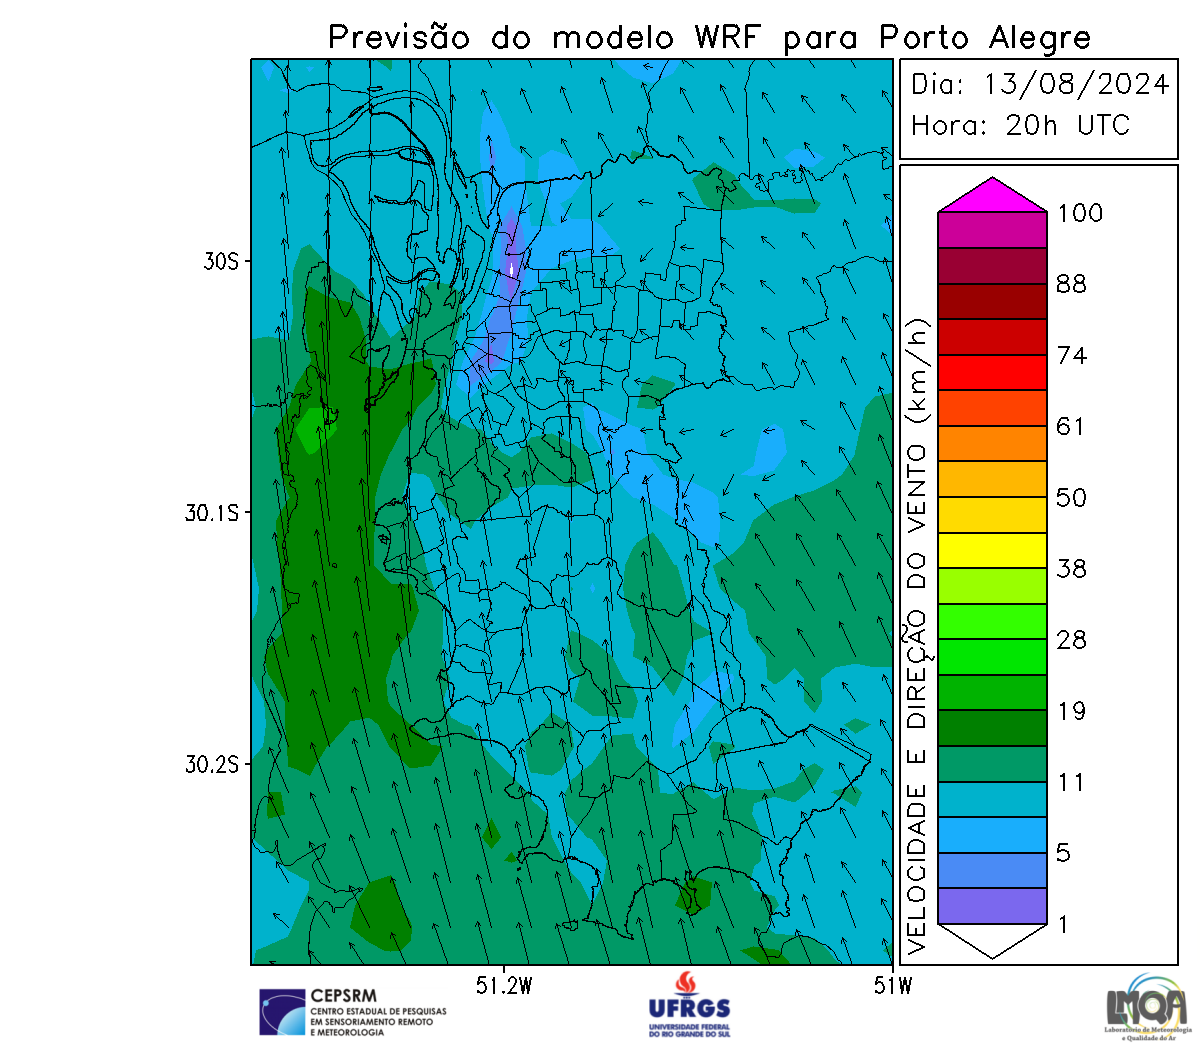 Previsão do modelo WRF para Porto Alegre
Dia: 13/08/2024
Hora: 20h UTC
30S
30.1S
30.2S
51.2W
51W
VELOCIDADE E DIREÇÃO DO VENTO (km/h)
100
88
74
61
50
38
28
19
11
5
1
CEPSRM
CENTRO ESTADUAL DE PESQUISAS
EM SENSORIAMENTO REMOTO
E METEOROLOGIA
UFRGS
UNIVERSIDADE FEDERAL
DO RIO GRANDE DO SUL
LMQA
Laboratório de Meteorologia
e Qualidade do Ar